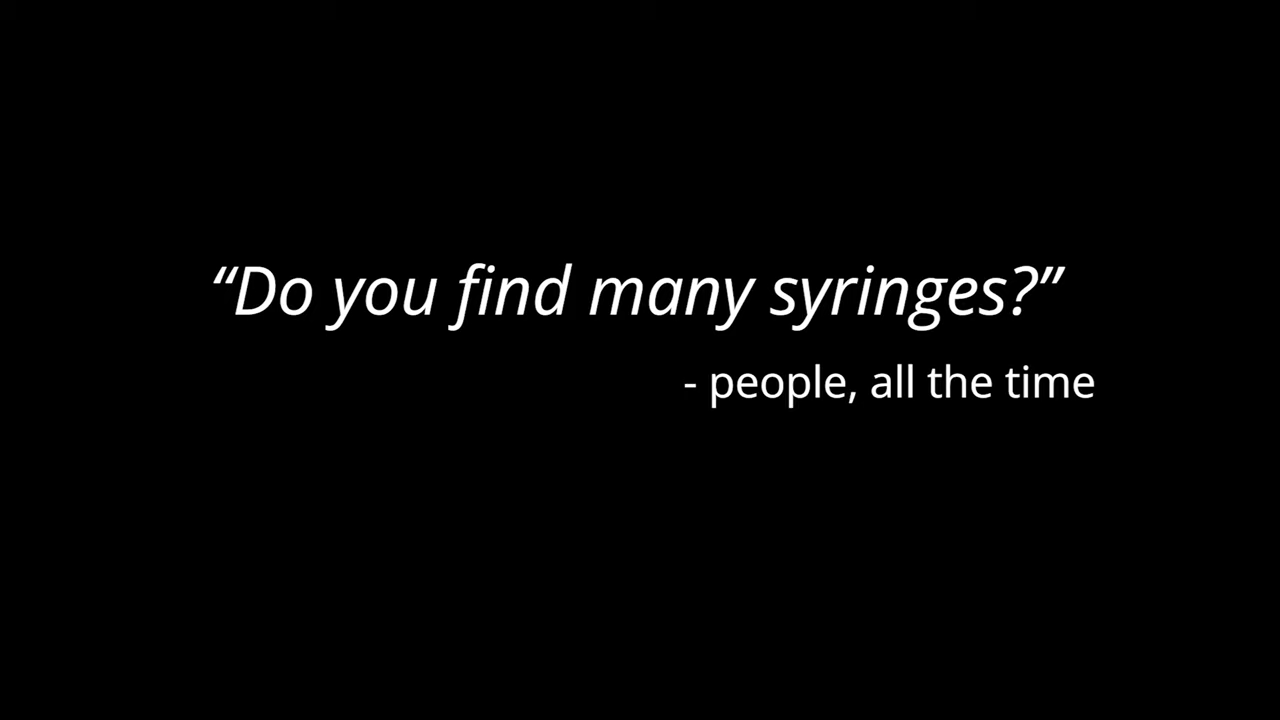 “Do you find many syringes?”
- people, all the time